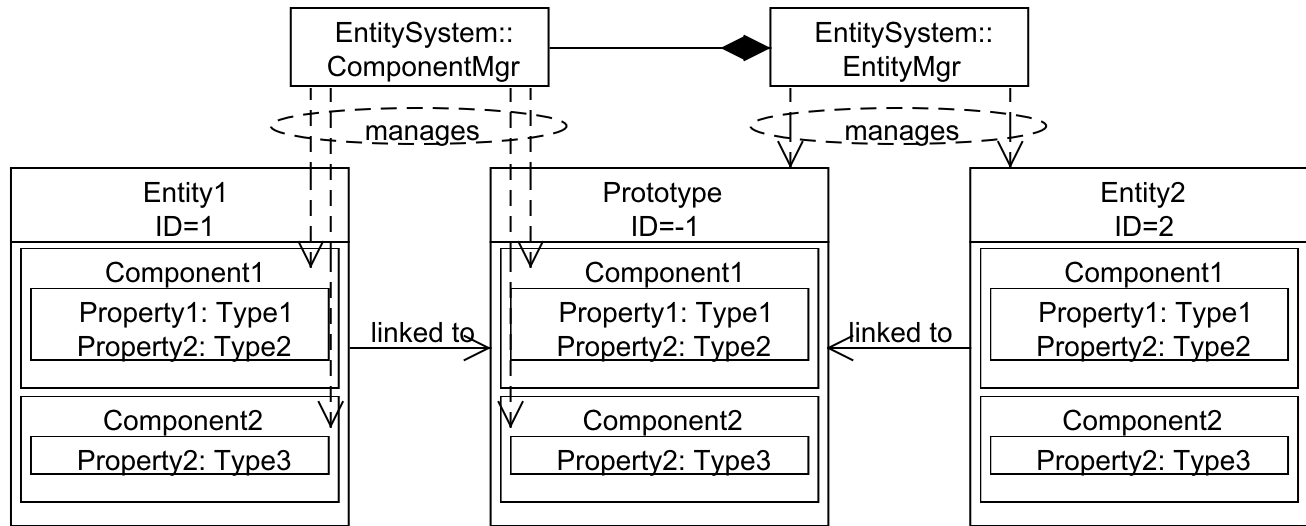 EntitySystem::
ComponentMgr
EntitySystem::
EntityMgr
manages
manages
Entity1
ID=1
Component1
Property1: Type1
Property2: Type2
Component2
Property2: Type3
linked to
Prototype
ID=-1
Component1
Property1: Type1
Property2: Type2
Component2
Property2: Type3
linked to
Entity2
ID=2
Component1
Property1: Type1
Property2: Type2
Component2
Property2: Type3